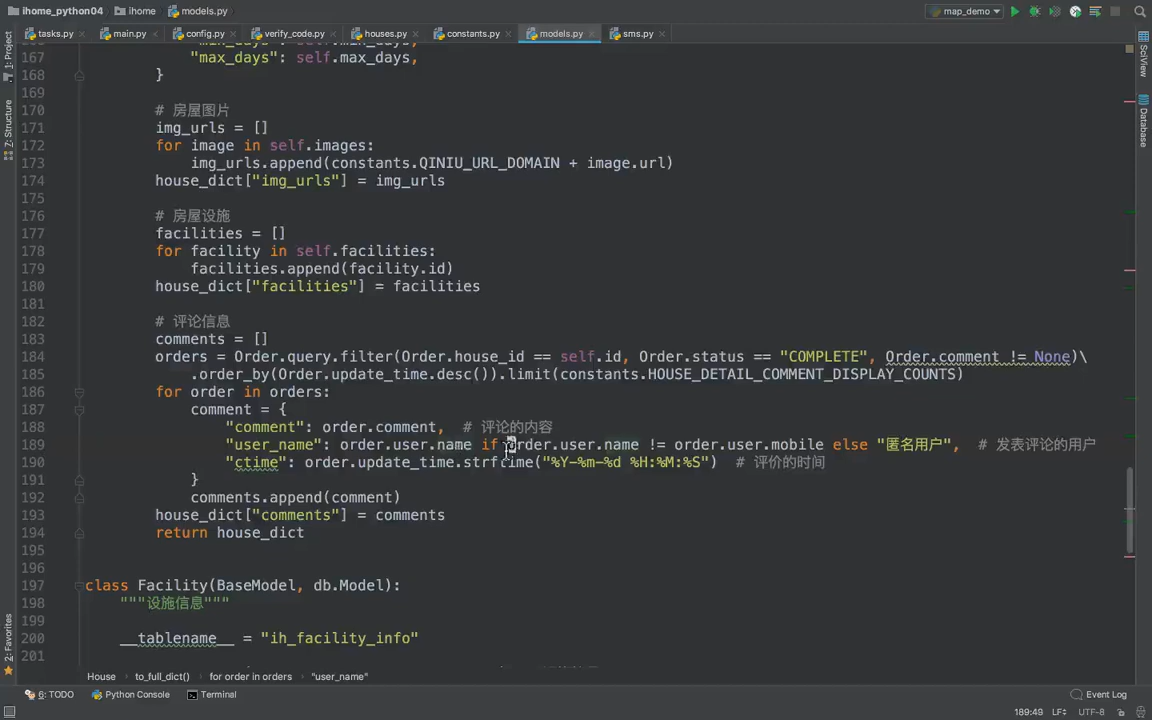 ihome_python04 ihome models.py map_demo
tasks.py main.py config.py verify_code.py houses.py constants.py models.py sms.py
167 "max_days": self.max_days,
168 }
169
170 # 房屋图片
171 img_urls = []
172 for image in self.images:
173 img_urls.append(constants.QINIU_URL_DOMAIN + image.url)
174 house_dict["img_urls"] = img_urls
175
176 # 房屋设施
177 facilities = []
178 for facility in self.facilities:
179 facilities.append(facility.id)
180 house_dict["facilities"] = facilities
181
182 # 评论信息
183 comments = []
184 orders = Order.query.filter(Order.house_id == self.id, Order.status == "COMPLETE", Order.comment != None)\
185 .order_by(Order.update_time.desc()).limit(constants.HOUSE_DETAIL_COMMENT_DISPLAY_COUNTS)
186 for order in orders:
187 comment = {
188 "comment": order.comment, # 评论的内容
189 "user_name": order.user.name if order.user.name != order.user.mobile else "匿名用户", # 发表评论的用户
190 "ctime": order.update_time.strftime("%Y-%m-%d %H:%M:%S") # 评价的时间
191 }
192 comments.append(comment)
193 house_dict["comments"] = comments
194 return house_dict
195
196
197 class Facility(BaseModel, db.Model):
198 """设施信息"""
199
200 __tablename__ = "ih_facility_info"
201
House to_full_dict() for order in orders "user_name"
6: TODO Python Console Terminal Event Log
189:49 LF UTF-8
1: Project
7: Structure
2: Favorites
SciView
Database